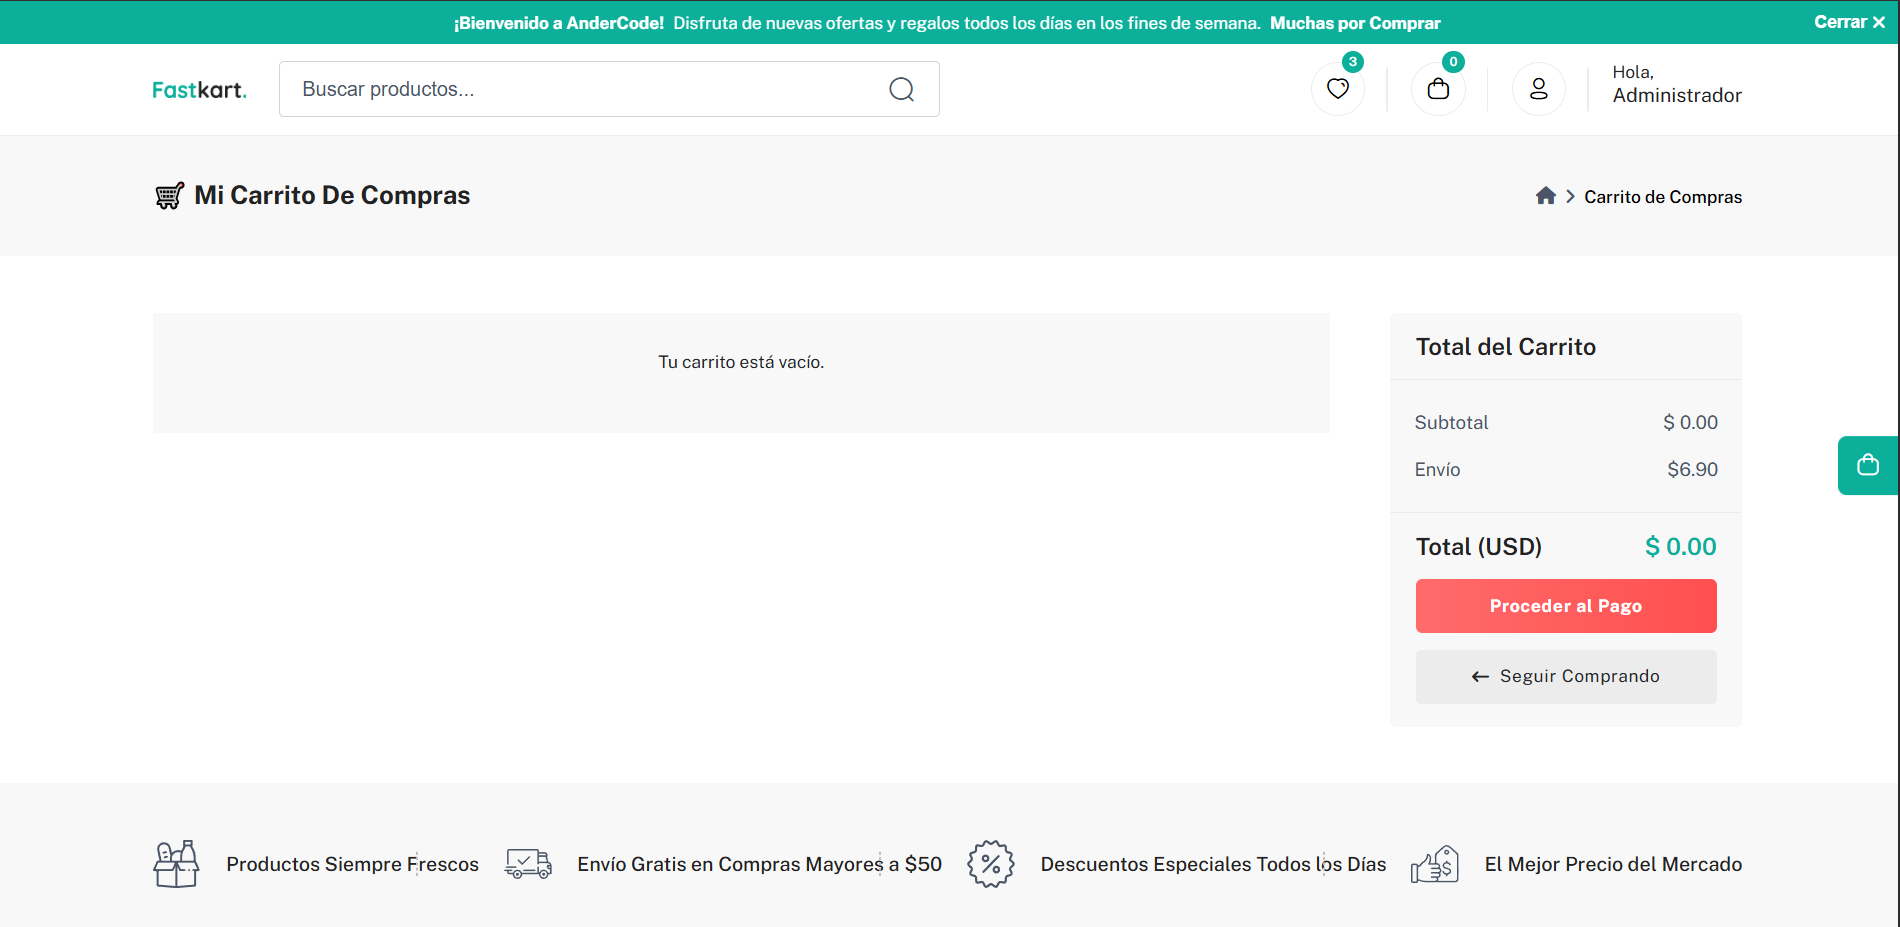 ¡Bienvenido a AnderCode! Disfruta de nuevas ofertas y regalos todos los días en los fines de semana. Muchas por Comprar
Cerrar ✕
Fastkart.
Buscar productos...
3
0
Hola,
Administrador
Mi Carrito De Compras
Carrito de Compras
Tu carrito está vacío.
Total del Carrito
Subtotal $ 0.00
Envío $6.90
Total (USD) $ 0.00
Proceder al Pago
← Seguir Comprando
Productos Siempre Frescos
Envío Gratis en Compras Mayores a $50
Descuentos Especiales Todos los Días
El Mejor Precio del Mercado